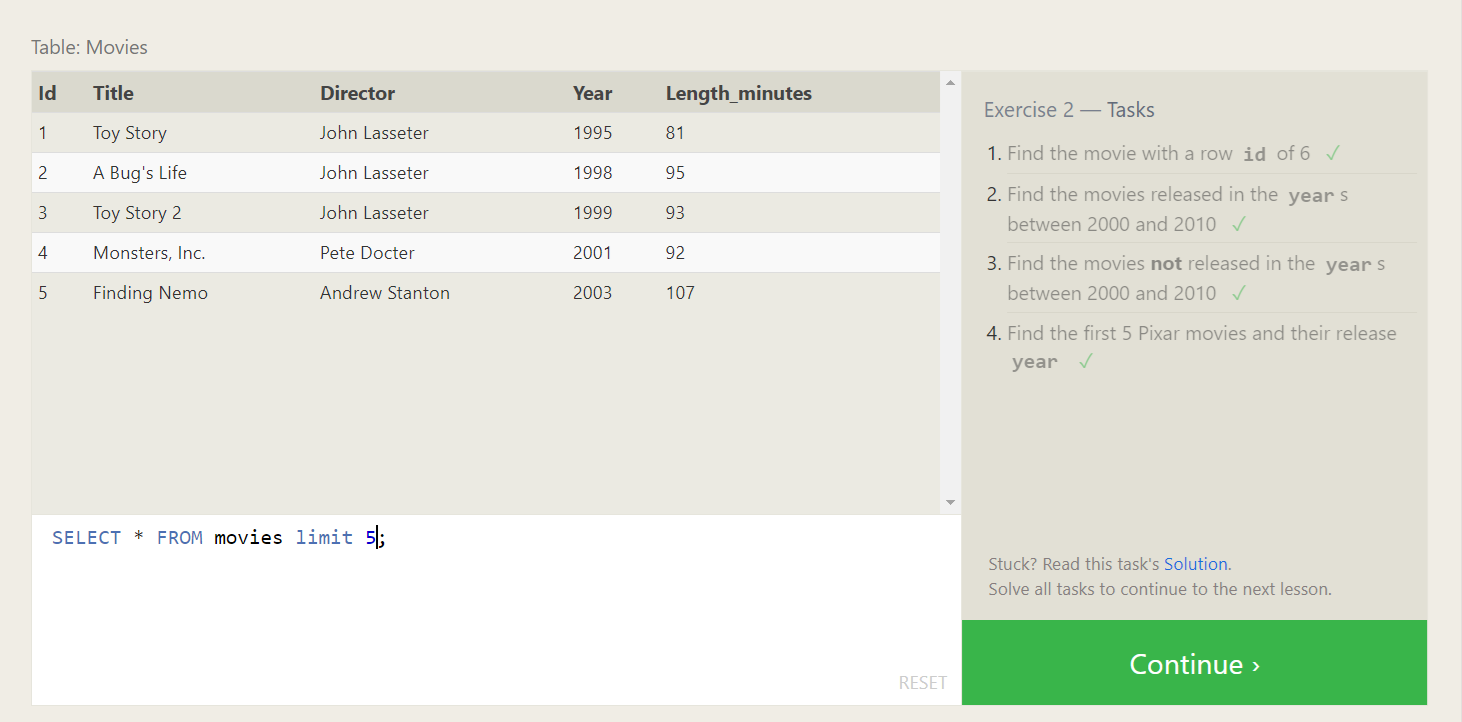 Table: Movies
Id Title Director Year Length_minutes
1 Toy Story John Lasseter 1995 81
2 A Bug's Life John Lasseter 1998 95
3 Toy Story 2 John Lasseter 1999 93
4 Monsters, Inc. Pete Docter 2001 92
5 Finding Nemo Andrew Stanton 2003 107
SELECT * FROM movies limit 5;
RESET
Exercise 2 — Tasks
1. Find the movie with a row id of 6 ✓
2. Find the movies released in the year s
between 2000 and 2010 ✓
3. Find the movies not released in the year s
between 2000 and 2010 ✓
4. Find the first 5 Pixar movies and their release
year ✓
Stuck? Read this task's Solution.
Solve all tasks to continue to the next lesson.
Continue ›